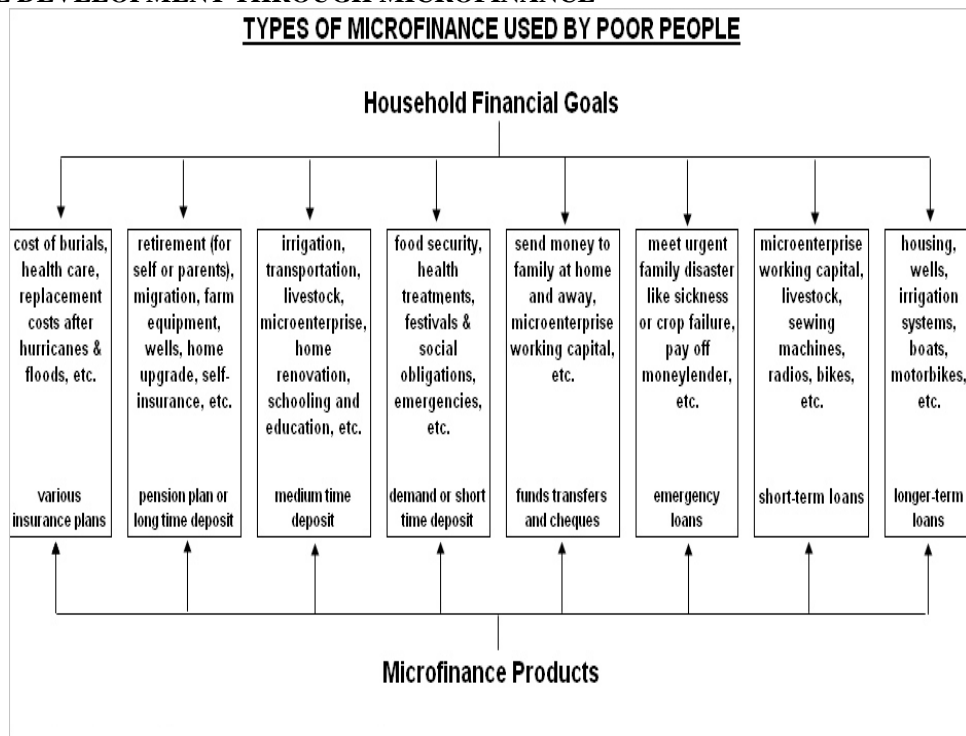 E DEVELOPMENT THROUGH MICROFINANCE
TYPES OF MICROFINANCE USED BY POOR PEOPLE
Household Financial Goals
cost of burials,
health care,
replacement
costs after
hurricanes &
floods, etc.
various
insurance plans
retirement (for
self or parents),
migration, farm
equipment,
wells, home
upgrade, self-
insurance, etc.
pension plan or
long time deposit
irrigation,
transportation,
livestock,
microenterprise,
home
renovation,
schooling and
education, etc.
medium time
deposit
food security,
health
treatments,
festivals &
social
obligations,
emergencies,
etc.
demand or short
time deposit
send money to
family at home
and away,
microenterprise
working capital,
etc.
funds transfers
and cheques
meet urgent
family disaster
like sickness
or crop failure,
pay off
moneylender,
etc.
emergency
loans
microenterprise
working capital,
livestock,
sewing
machines,
radios, bikes,
etc.
short-term loans
housing,
wells,
irrigation
systems,
boats,
motorbikes,
etc.
longer-term
loans
Microfinance Products